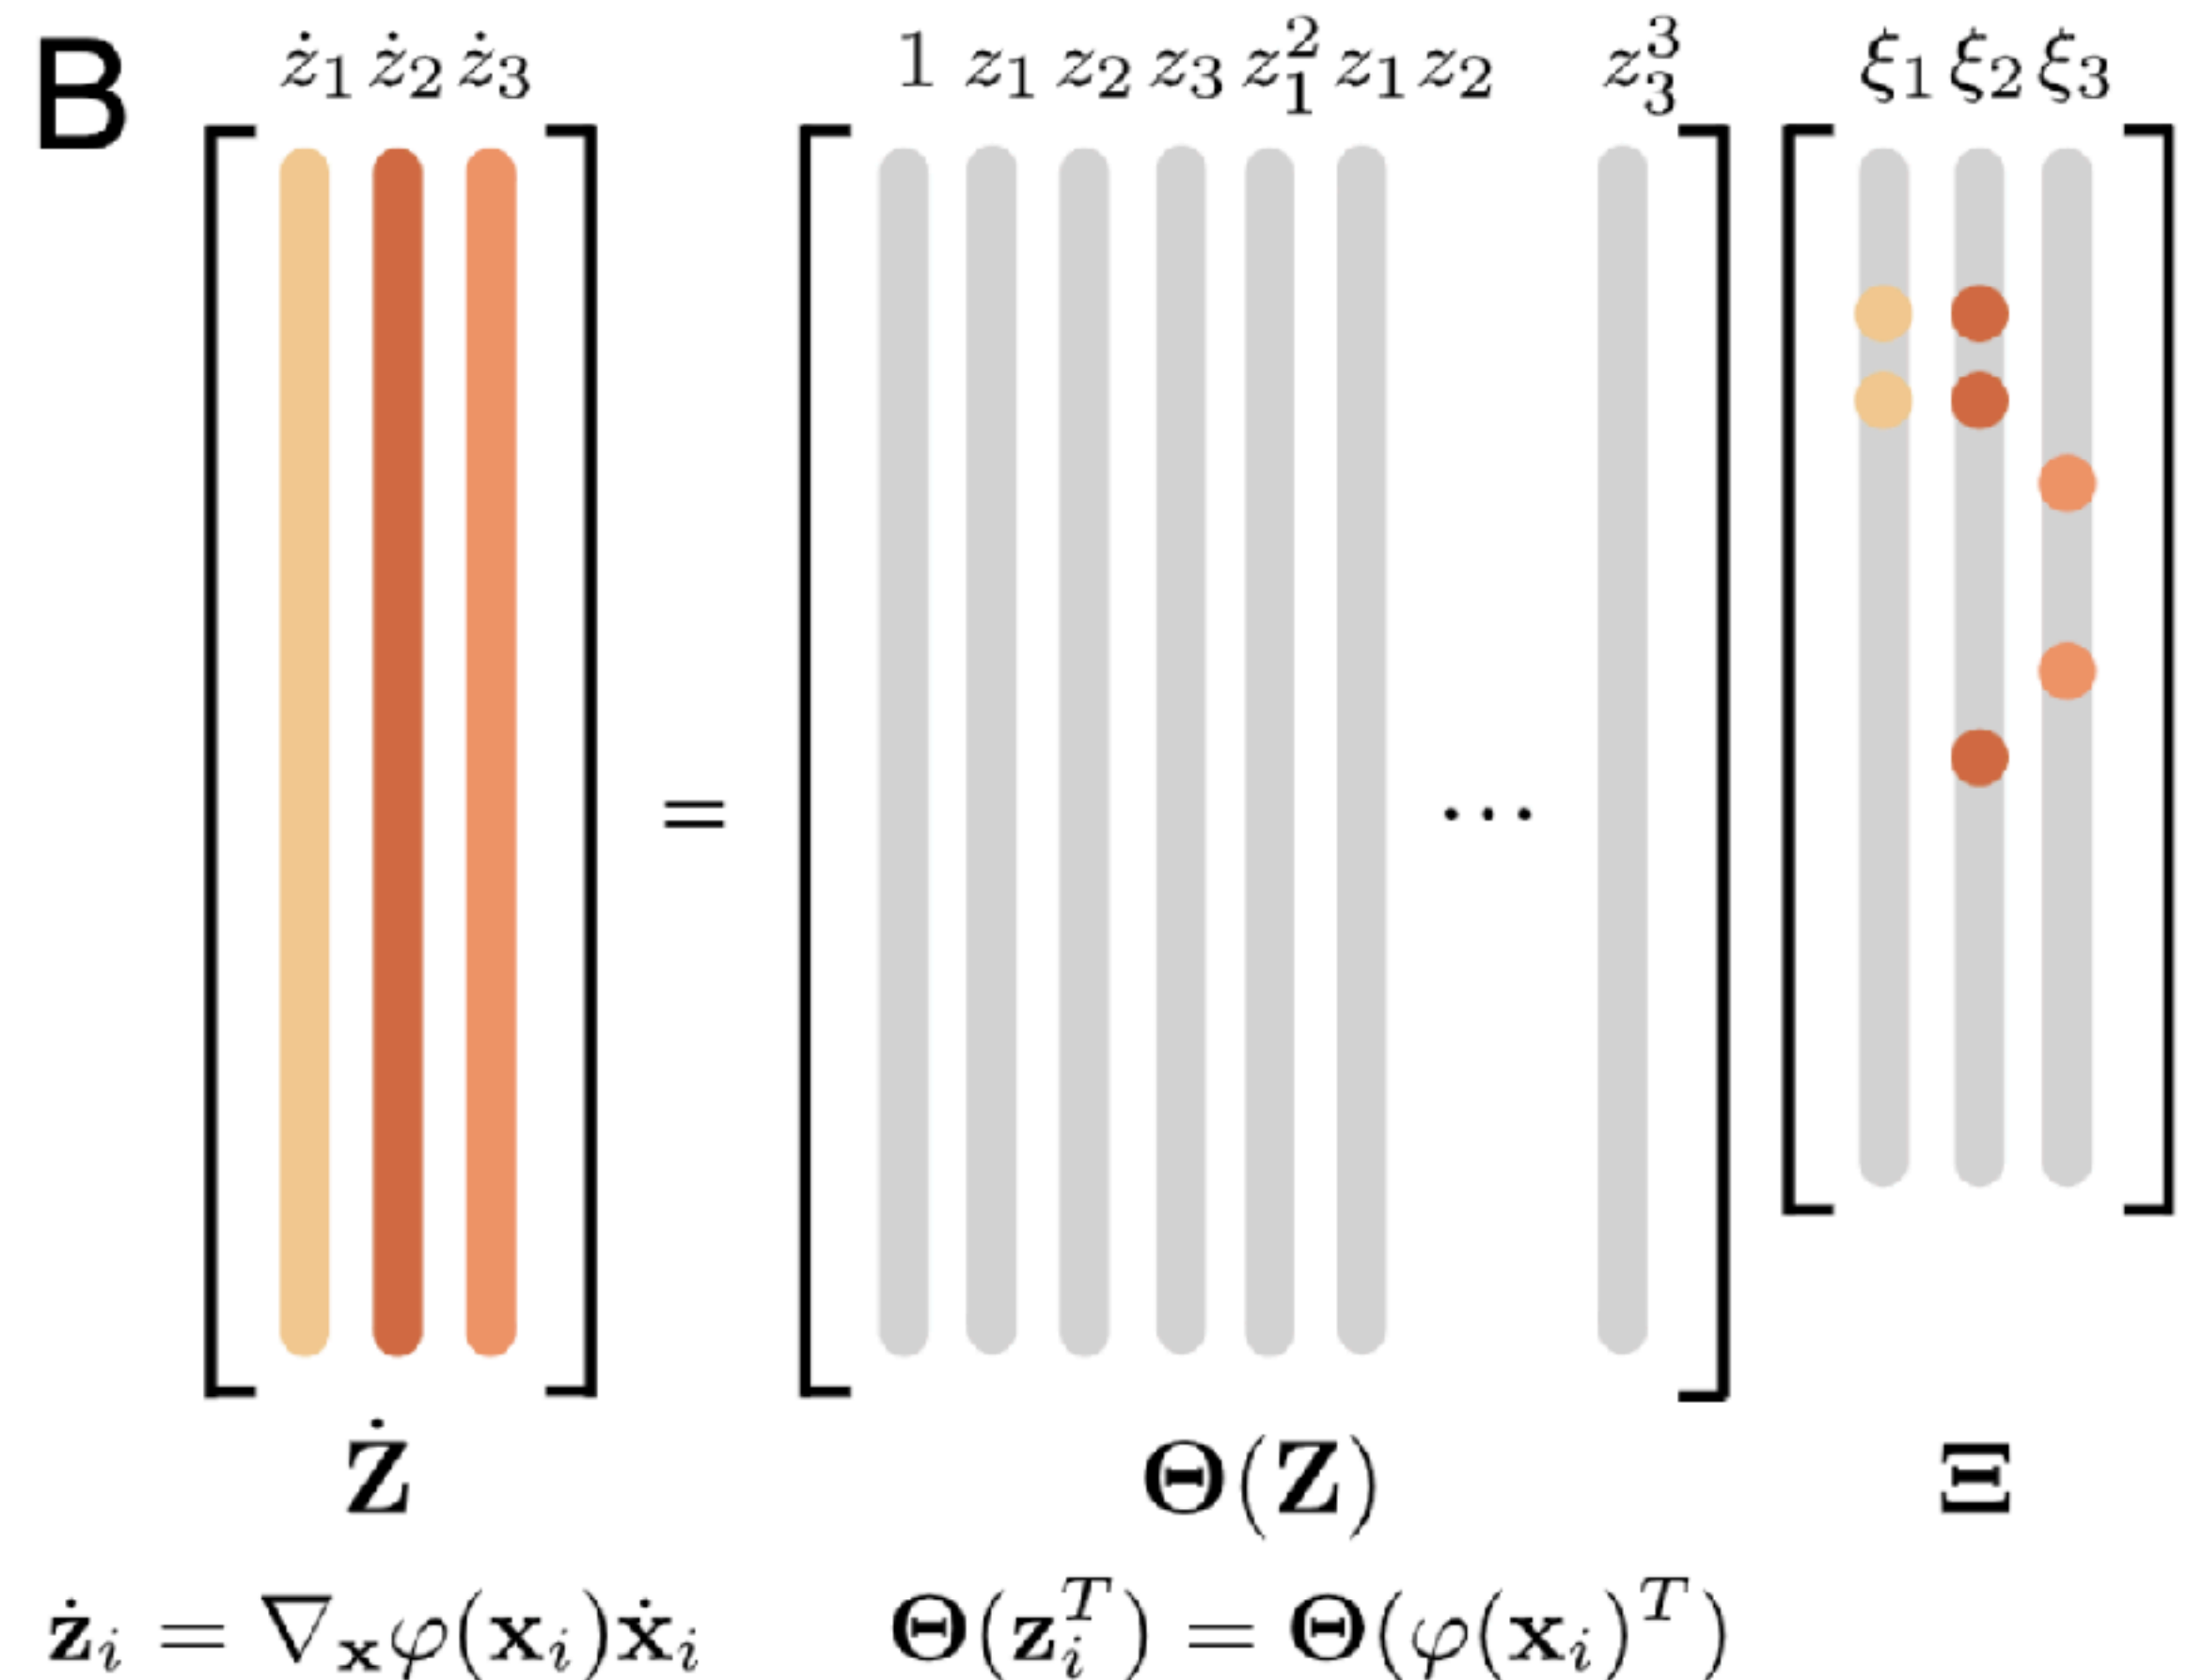 B
ż₁ ż₂ ż₃ 1 z₁ z₂ z₃ z₁² z₁z₂ z₃³ ξ₁ ξ₂ ξ₃
= ⋯
Ż Θ(Z) Ξ
żᵢ = ∇ₓφ(xᵢ)ẋᵢ Θ(zᵢᵀ) = Θ(φ(xᵢ)ᵀ)